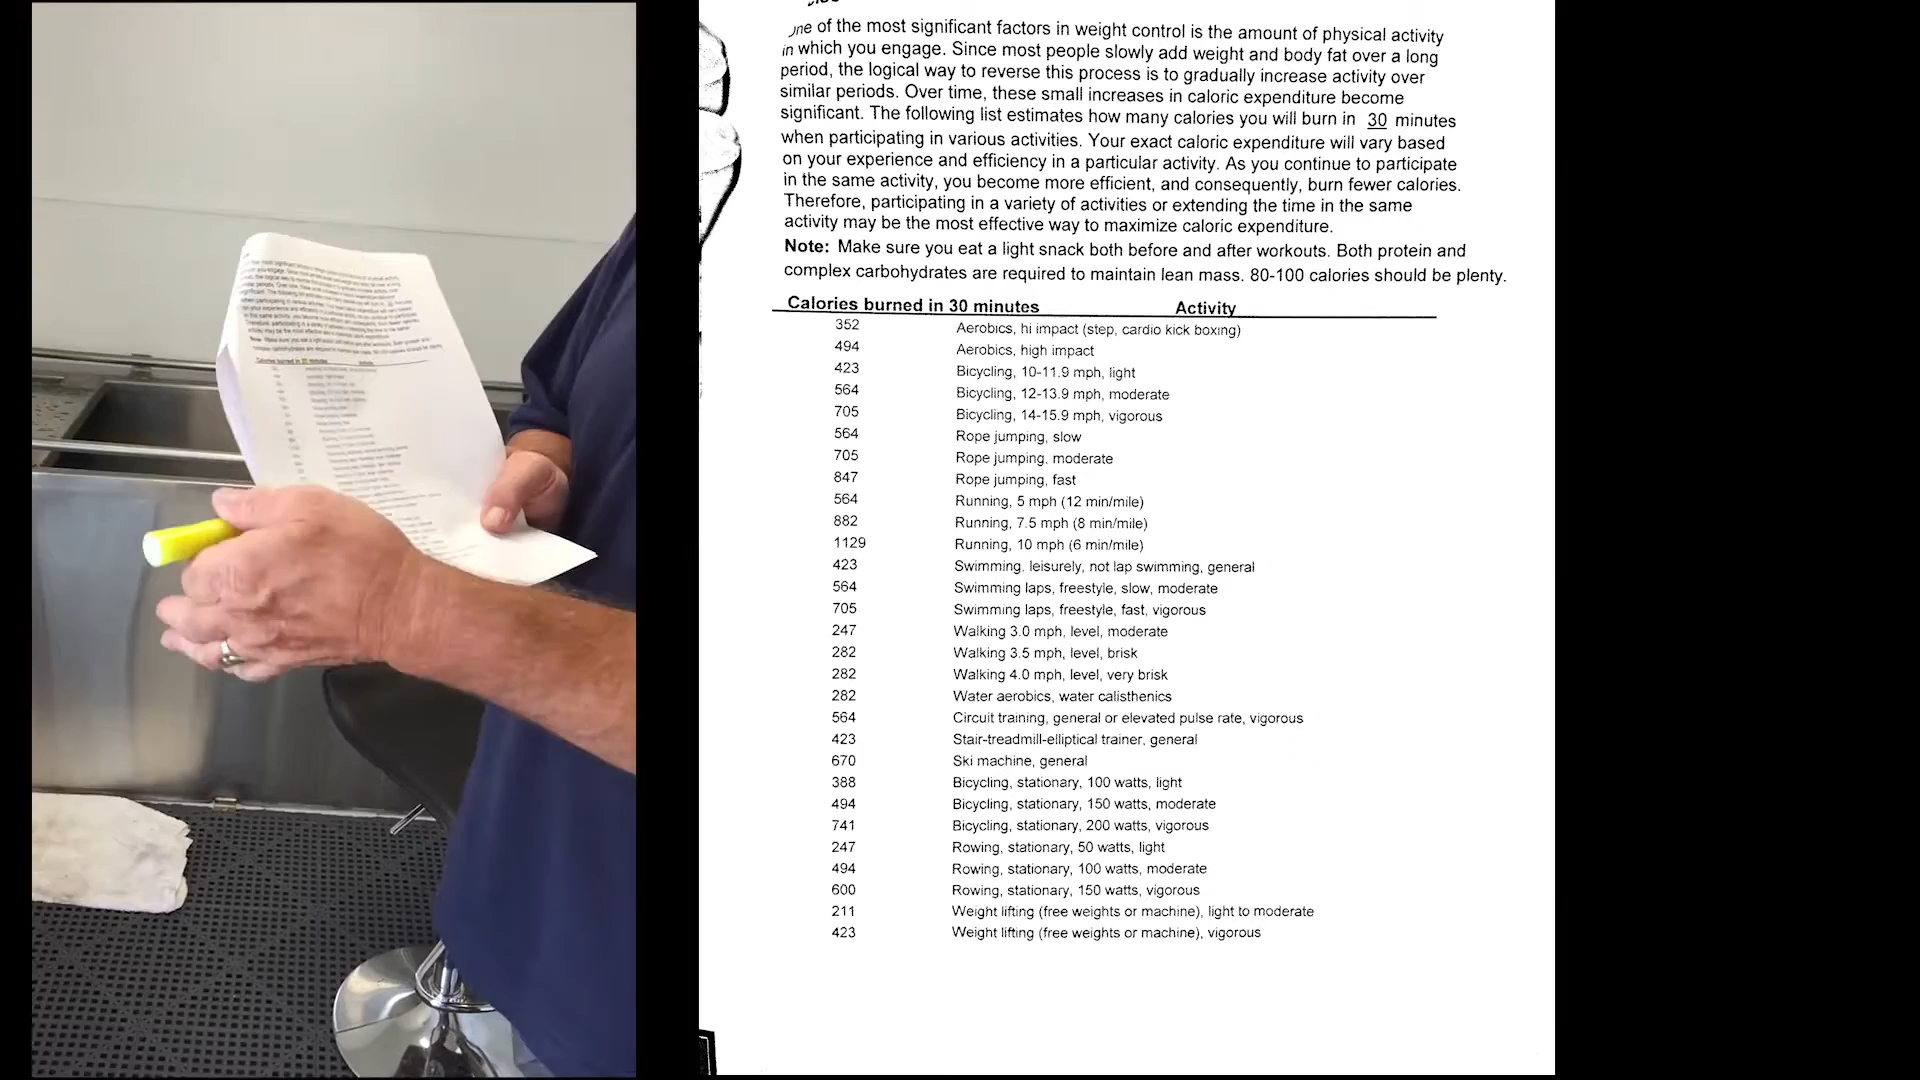 of the most significant factors in weight control is the amount of physical activity
in which you engage. Since most people slowly add weight and body fat over a long
period, the logical way to reverse this process is to gradually increase activity over
similar periods. Over time, these small increases in caloric expenditure become
significant. The following list estimates how many calories you will burn in 30 minutes
when participating in various activities. Your exact caloric expenditure will vary based
on your experience and efficiency in a particular activity. As you continue to participate
in the same activity, you become more efficient, and consequently, burn fewer calories.
Therefore, participating in a variety of activities or extending the time in the same
activity may be the most effective way to maximize caloric expenditure.
Note: Make sure you eat a light snack both before and after workouts. Both protein and
complex carbohydrates are required to maintain lean mass. 80-100 calories should be plenty.
Calories burned in 30 minutes Activity
352 Aerobics, hi impact (step, cardio kick boxing)
494 Aerobics, high impact
423 Bicycling, 10-11.9 mph, light
564 Bicycling, 12-13.9 mph, moderate
705 Bicycling, 14-15.9 mph, vigorous
564 Rope jumping, slow
705 Rope jumping, moderate
847 Rope jumping, fast
564 Running, 5 mph (12 min/mile)
882 Running, 7.5 mph (8 min/mile)
1129 Running, 10 mph (6 min/mile)
423 Swimming, leisurely, not lap swimming, general
564 Swimming laps, freestyle, slow, moderate
705 Swimming laps, freestyle, fast, vigorous
247 Walking 3.0 mph, level, moderate
282 Walking 3.5 mph, level, brisk
282 Walking 4.0 mph, level, very brisk
282 Water aerobics, water calisthenics
564 Circuit training, general or elevated pulse rate, vigorous
423 Stair-treadmill-elliptical trainer, general
670 Ski machine, general
388 Bicycling, stationary, 100 watts, light
494 Bicycling, stationary, 150 watts, moderate
741 Bicycling, stationary, 200 watts, vigorous
247 Rowing, stationary, 50 watts, light
494 Rowing, stationary, 100 watts, moderate
600 Rowing, stationary, 150 watts, vigorous
211 Weight lifting (free weights or machine), light to moderate
423 Weight lifting (free weights or machine), vigorous